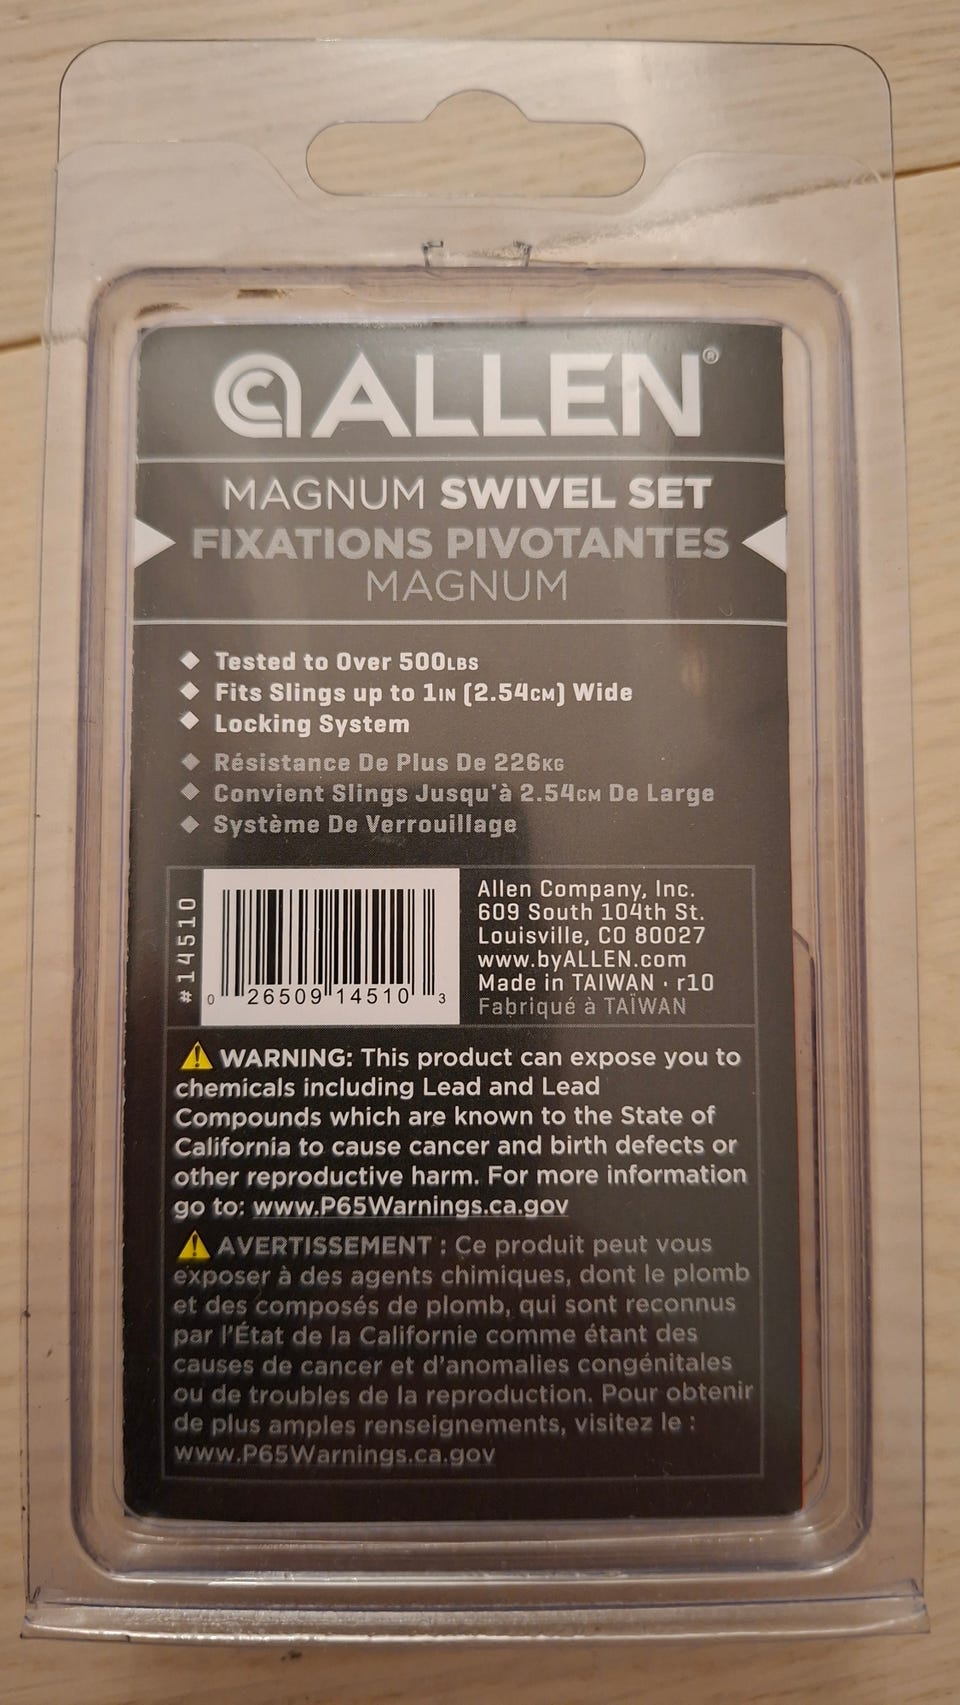 ALLEN®
MAGNUM SWIVEL SET
FIXATIONS PIVOTANTES
MAGNUM
Tested to Over 500LBS
Fits Slings up to 1IN (2.54CM) Wide
Locking System
Résistance De Plus De 226KG
Convient Slings Jusqu'à 2.54CM De Large
Système De Verrouillage
#14510
0 26509 14510 3
Allen Company, Inc.
609 South 104th St.
Louisville, CO 80027
www.byALLEN.com
Made in TAIWAN · r10
Fabriqué à TAÏWAN
WARNING: This product can expose you to
chemicals including Lead and Lead
Compounds which are known to the State of
California to cause cancer and birth defects or
other reproductive harm. For more information
go to: www.P65Warnings.ca.gov
AVERTISSEMENT : Ce produit peut vous
exposer à des agents chimiques, dont le plomb
et des composés de plomb, qui sont reconnus
par l'État de la Californie comme étant des
causes de cancer et d'anomalies congénitales
ou de troubles de la reproduction. Pour obtenir
de plus amples renseignements, visitez le :
www.P65Warnings.ca.gov